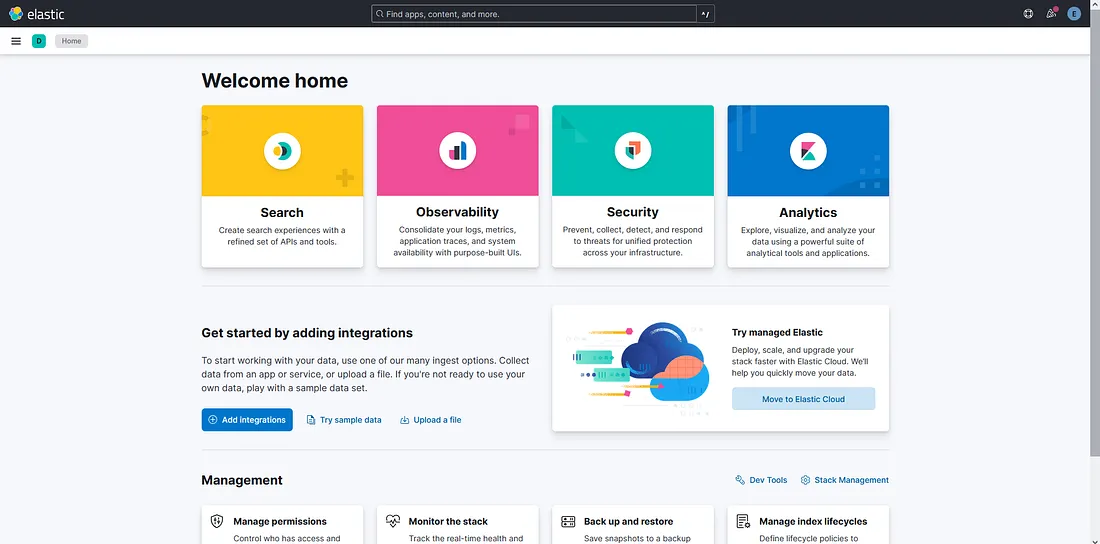 elastic
Find apps, content, and more.
^/
E
D
Home
Welcome home
Search
Create search experiences with a
refined set of APIs and tools.
Observability
Consolidate your logs, metrics,
application traces, and system
availability with purpose-built UIs.
Security
Prevent, collect, detect, and respond
to threats for unified protection
across your infrastructure.
Analytics
Explore, visualize, and analyze your
data using a powerful suite of
analytical tools and applications.
Get started by adding integrations
To start working with your data, use one of our many ingest options. Collect
data from an app or service, or upload a file. If you're not ready to use your
own data, play with a sample data set.
Add integrations
Try sample data
Upload a file
Try managed Elastic
Deploy, scale, and upgrade your
stack faster with Elastic Cloud. We'll
help you quickly move your data.
Move to Elastic Cloud
Management
Dev Tools
Stack Management
Manage permissions
Control who has access and
Monitor the stack
Track the real-time health and
Back up and restore
Save snapshots to a backup
Manage index lifecycles
Define lifecycle policies to